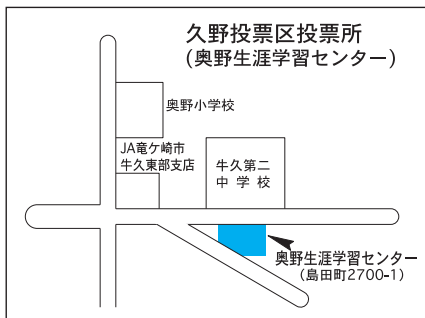 久野投票区投票所
(奥野生涯学習センター)
奥野小学校
JA竜ケ崎市
牛久東部支店
牛久第二
中学校
奥野生涯学習センター
(島田町2700-1)